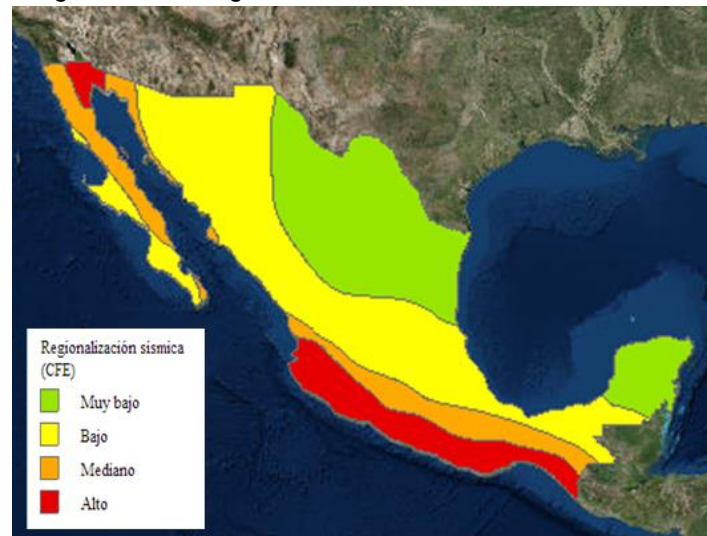 Regionalización sísmica
(CFE)
Muy bajo
Bajo
Mediano
Alto